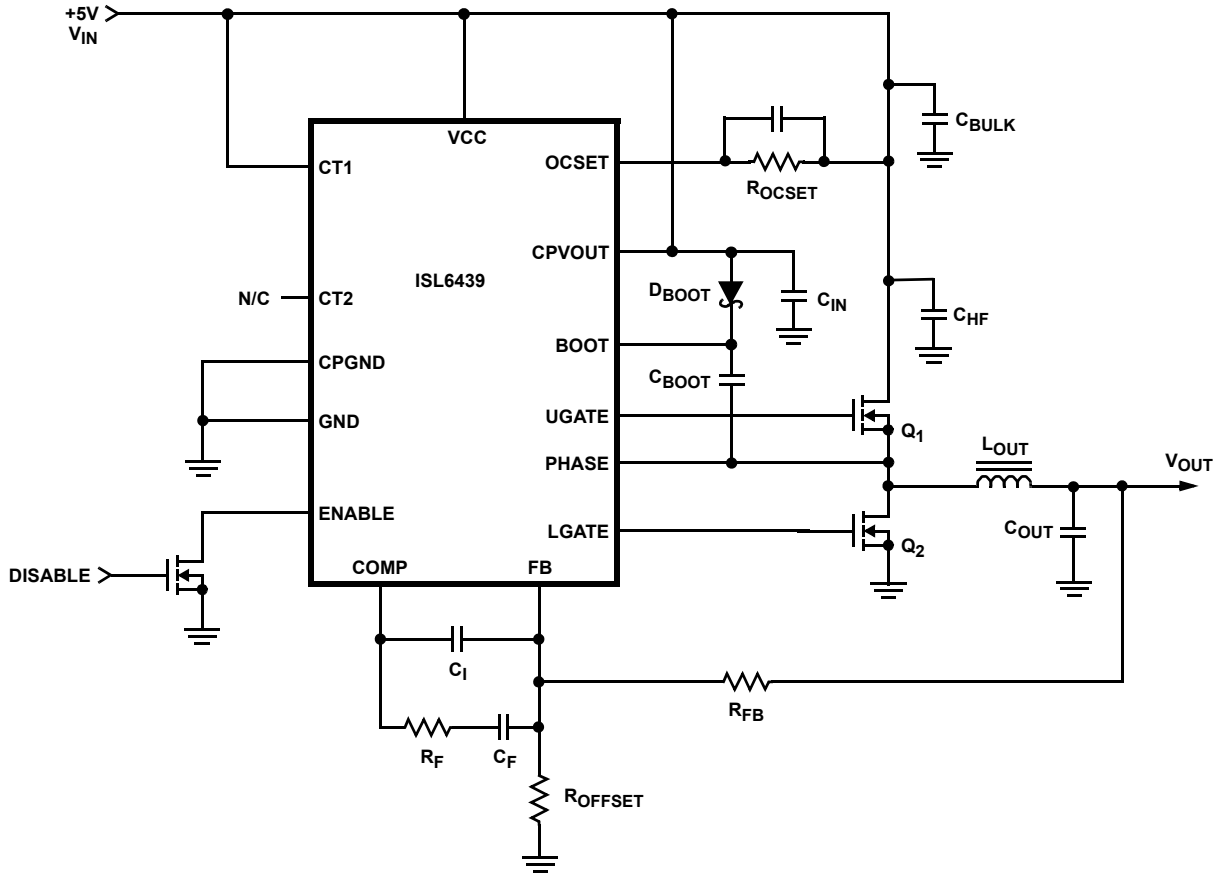 +5V
VIN
VCC
CT1
OCSET
CBULK
ROCSET
CPVOUT
ISL6439
DBOOT
CIN
N/C
CT2
CHF
BOOT
CPGND
CBOOT
UGATE
GND
Q1
LOUT
PHASE
VOUT
ENABLE
LGATE
COUT
Q2
DISABLE
COMP
FB
CI
RFB
RF
CF
ROFFSET